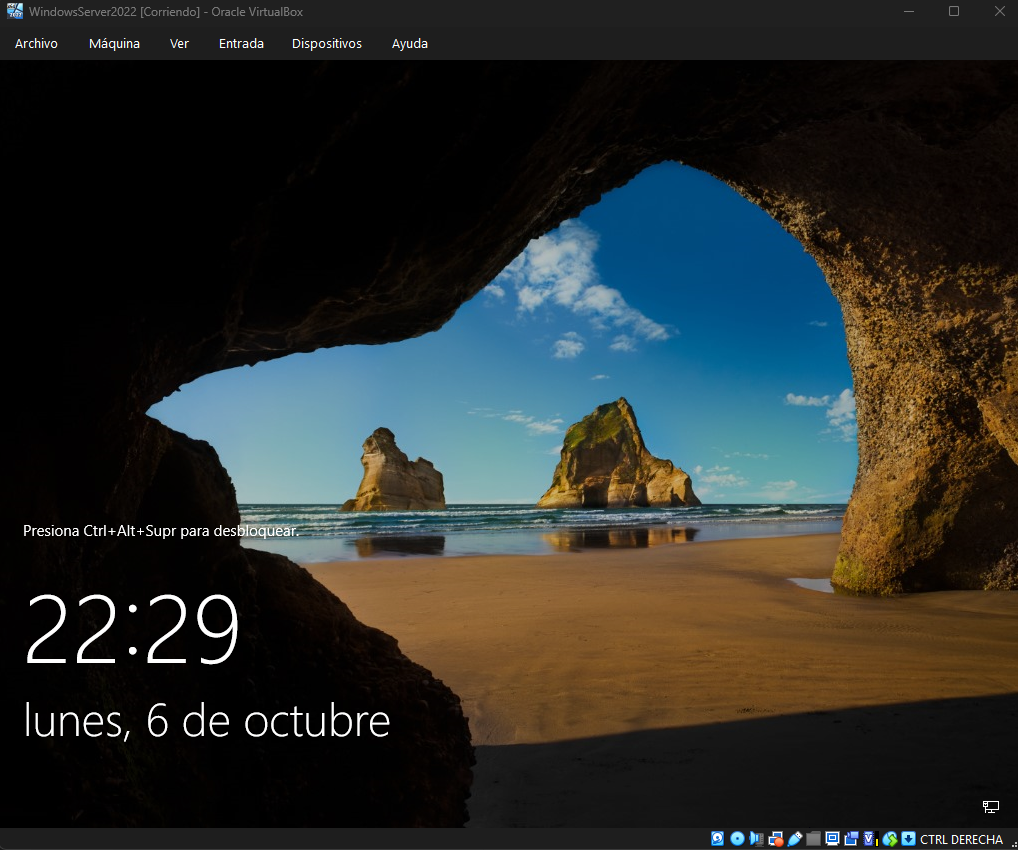 WindowsServer2022 [Corriendo] - Oracle VirtualBox
Archivo Máquina Ver Entrada Dispositivos Ayuda
Presiona Ctrl+Alt+Supr para desbloquear.
22:29
lunes, 6 de octubre
CTRL DERECHA